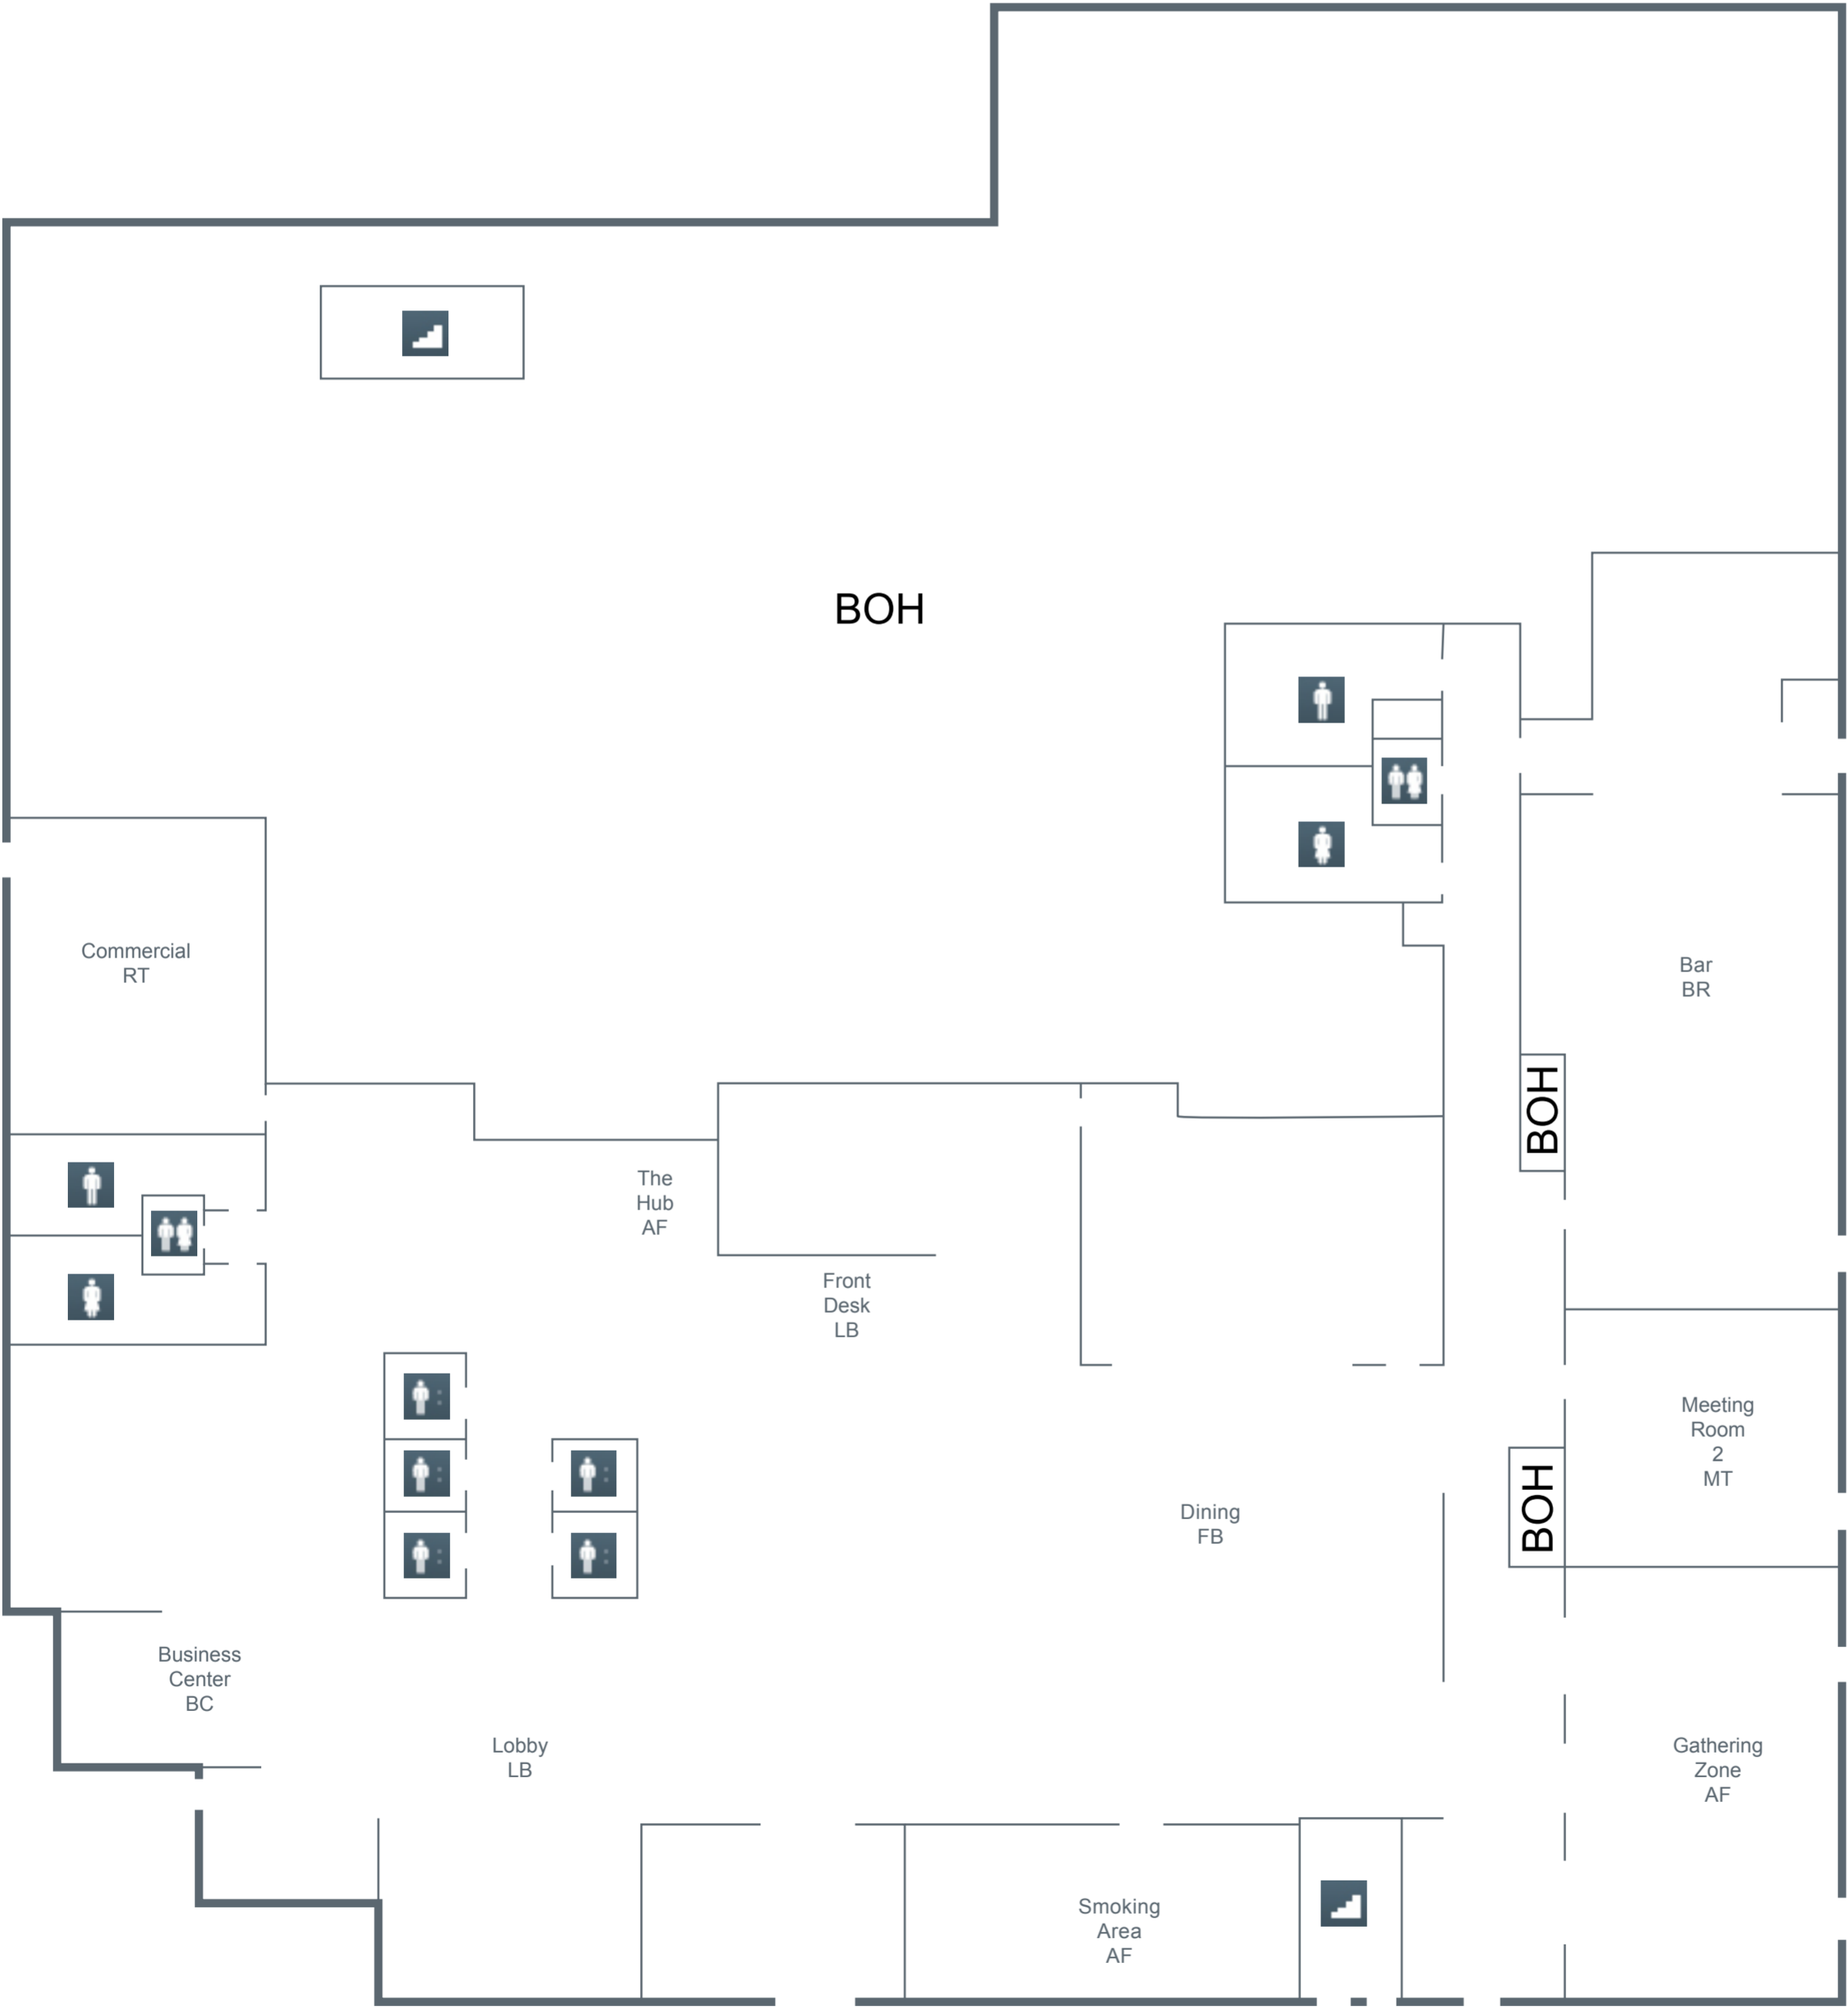 BOH
Commercial
RT
Bar
BR
BOH
The
Hub
AF
Front
Desk
LB
Meeting
Room
2
MT
BOH
Dining
FB
Business
Center
BC
Lobby
LB
Gathering
Zone
AF
Smoking
Area
AF